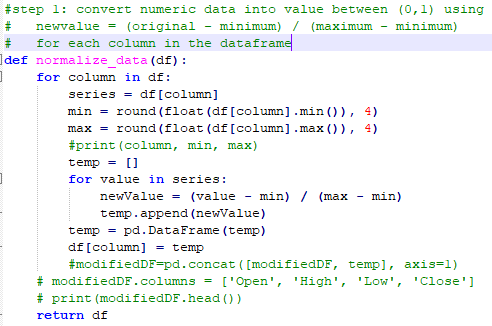 #step 1: convert numeric data into value between (0,1) using
#   newvalue = (original - minimum) / (maximum - minimum)
#   for each column in the dataframe
def normalize_data(df):
    for column in df:
        series = df[column]
        min = round(float(df[column].min()), 4)
        max = round(float(df[column].max()), 4)
        #print(column, min, max)
        temp = []
        for value in series:
            newValue = (value - min) / (max - min)
            temp.append(newValue)
        temp = pd.DataFrame(temp)
        df[column] = temp
        #modifiedDF=pd.concat([modifiedDF, temp], axis=1)
    # modifiedDF.columns = ['Open', 'High', 'Low', 'Close']
    # print(modifiedDF.head())
    return df